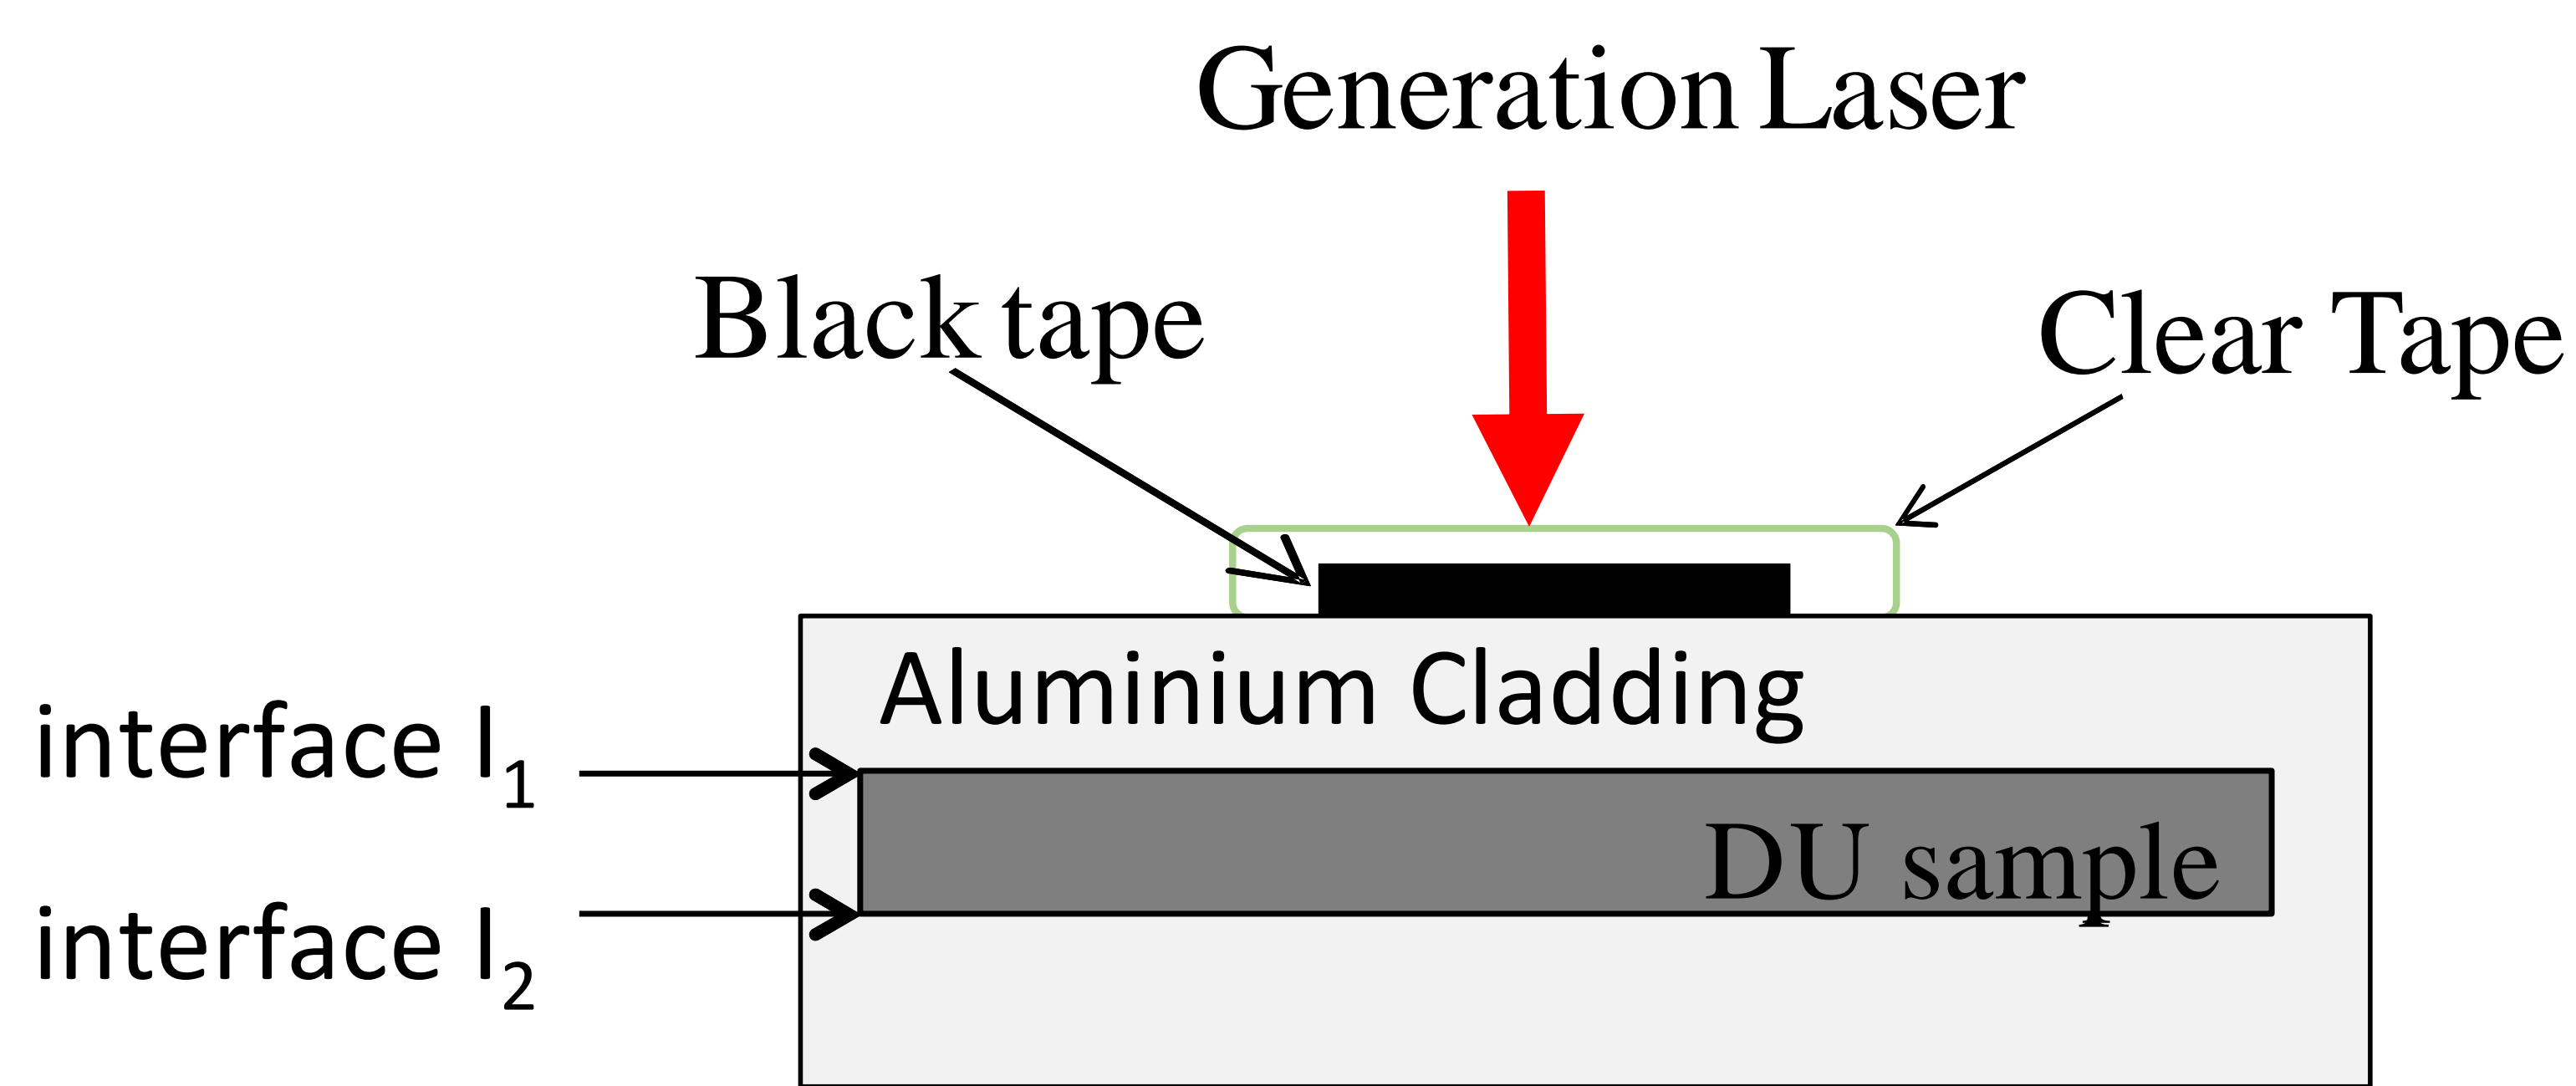 Generation Laser
Black tape
Clear Tape
Aluminium Cladding
interface I₁
DU sample
interface I₂